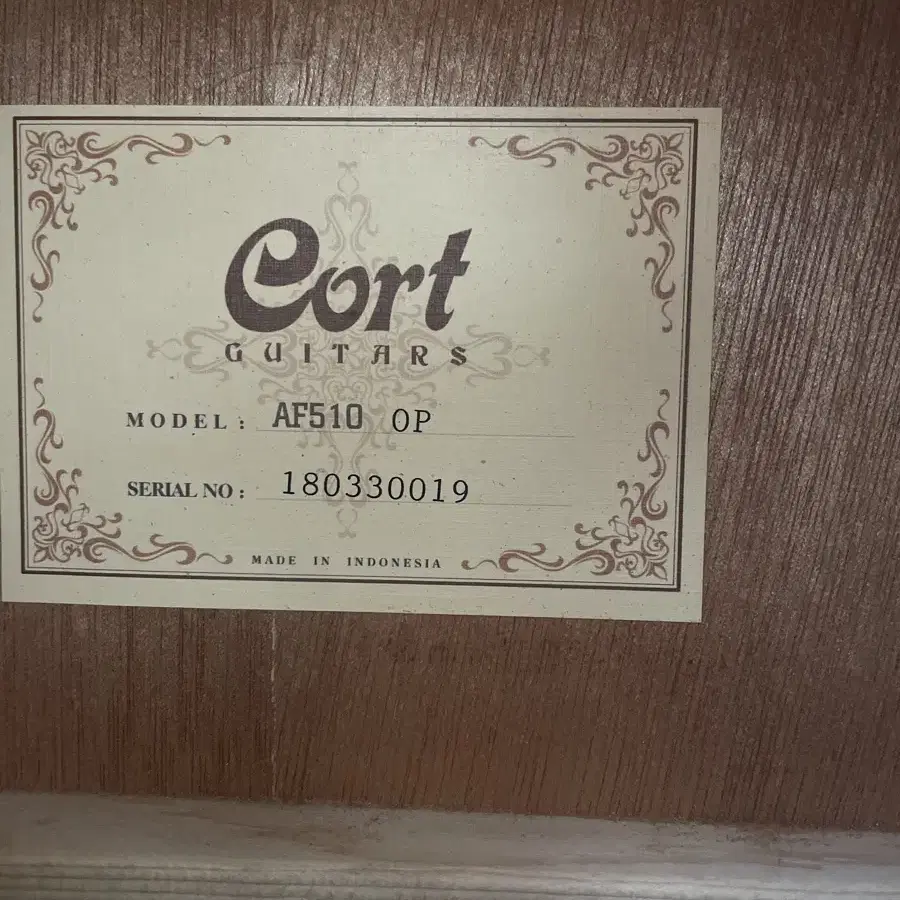 Cort
GUITARS
MODEL : AF510 OP
SERIAL NO : 180330019
MADE IN INDONESIA